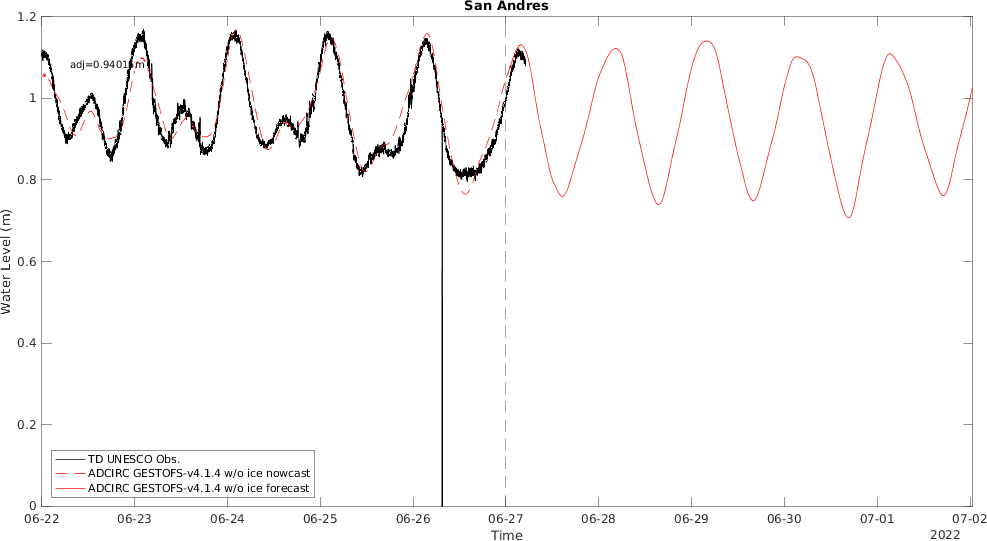 San Andres
1.2
1
0.8
0.6
0.4
0.2
0
Water Level (m)
adj=0.94016 m
TD UNESCO Obs.
ADCIRC GESTOFS-v4.1.4 w/o ice nowcast
ADCIRC GESTOFS-v4.1.4 w/o ice forecast
06-22 06-23 06-24 06-25 06-26 06-27 06-28 06-29 06-30 07-01 07-02
Time
2022